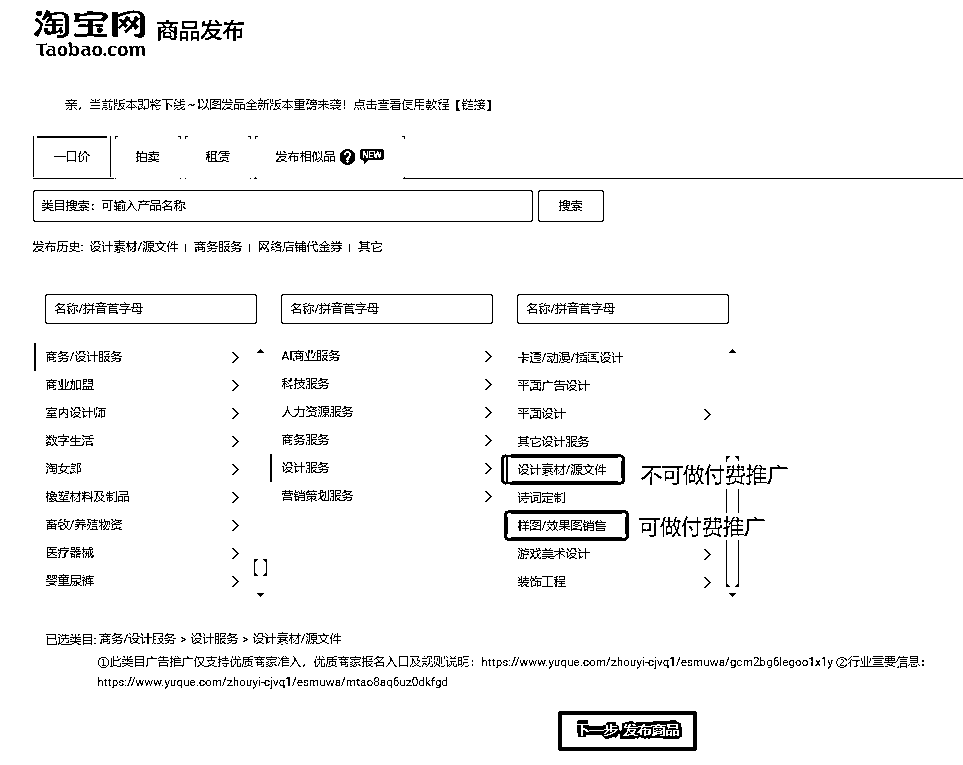 淘宝网 商品发布
Taobao.com
亲，当前版本即将下线~以图发品全新版本重磅来袭！点击查看使用教程【链接】
一口价 拍卖 租赁 发布相似品 ? NEW
类目搜索：可输入产品名称 搜索
发布历史: 设计素材/源文件 | 商务服务 | 网络店铺代金券 | 其它
名称/拼音首字母 名称/拼音首字母 名称/拼音首字母
商务/设计服务 AI商业服务 卡通/动漫/插画设计
商业加盟 科技服务 平面广告设计
室内设计师 人力资源服务 平面设计
数字生活 商务服务 其它设计服务
淘女郎 设计服务 设计素材/源文件 不可做付费推广
橡塑材料及制品 营销策划服务 诗词定制
畜牧/养殖物资 样图/效果图销售 可做付费推广
医疗器械 游戏美术设计
婴童尿裤 装饰工程
已选类目: 商务/设计服务 > 设计服务 > 设计素材/源文件
①此类目广告推广仅支持优质商家准入，优质商家报名入口及规则说明：https://www.yuque.com/zhouyi-cjvq1/esmuwa/gcm2bg6legoo1x1y ②行业重要信息：
https://www.yuque.com/zhouyi-cjvq1/esmuwa/mtao8aq6uz0dkfgd
下一步 发布商品